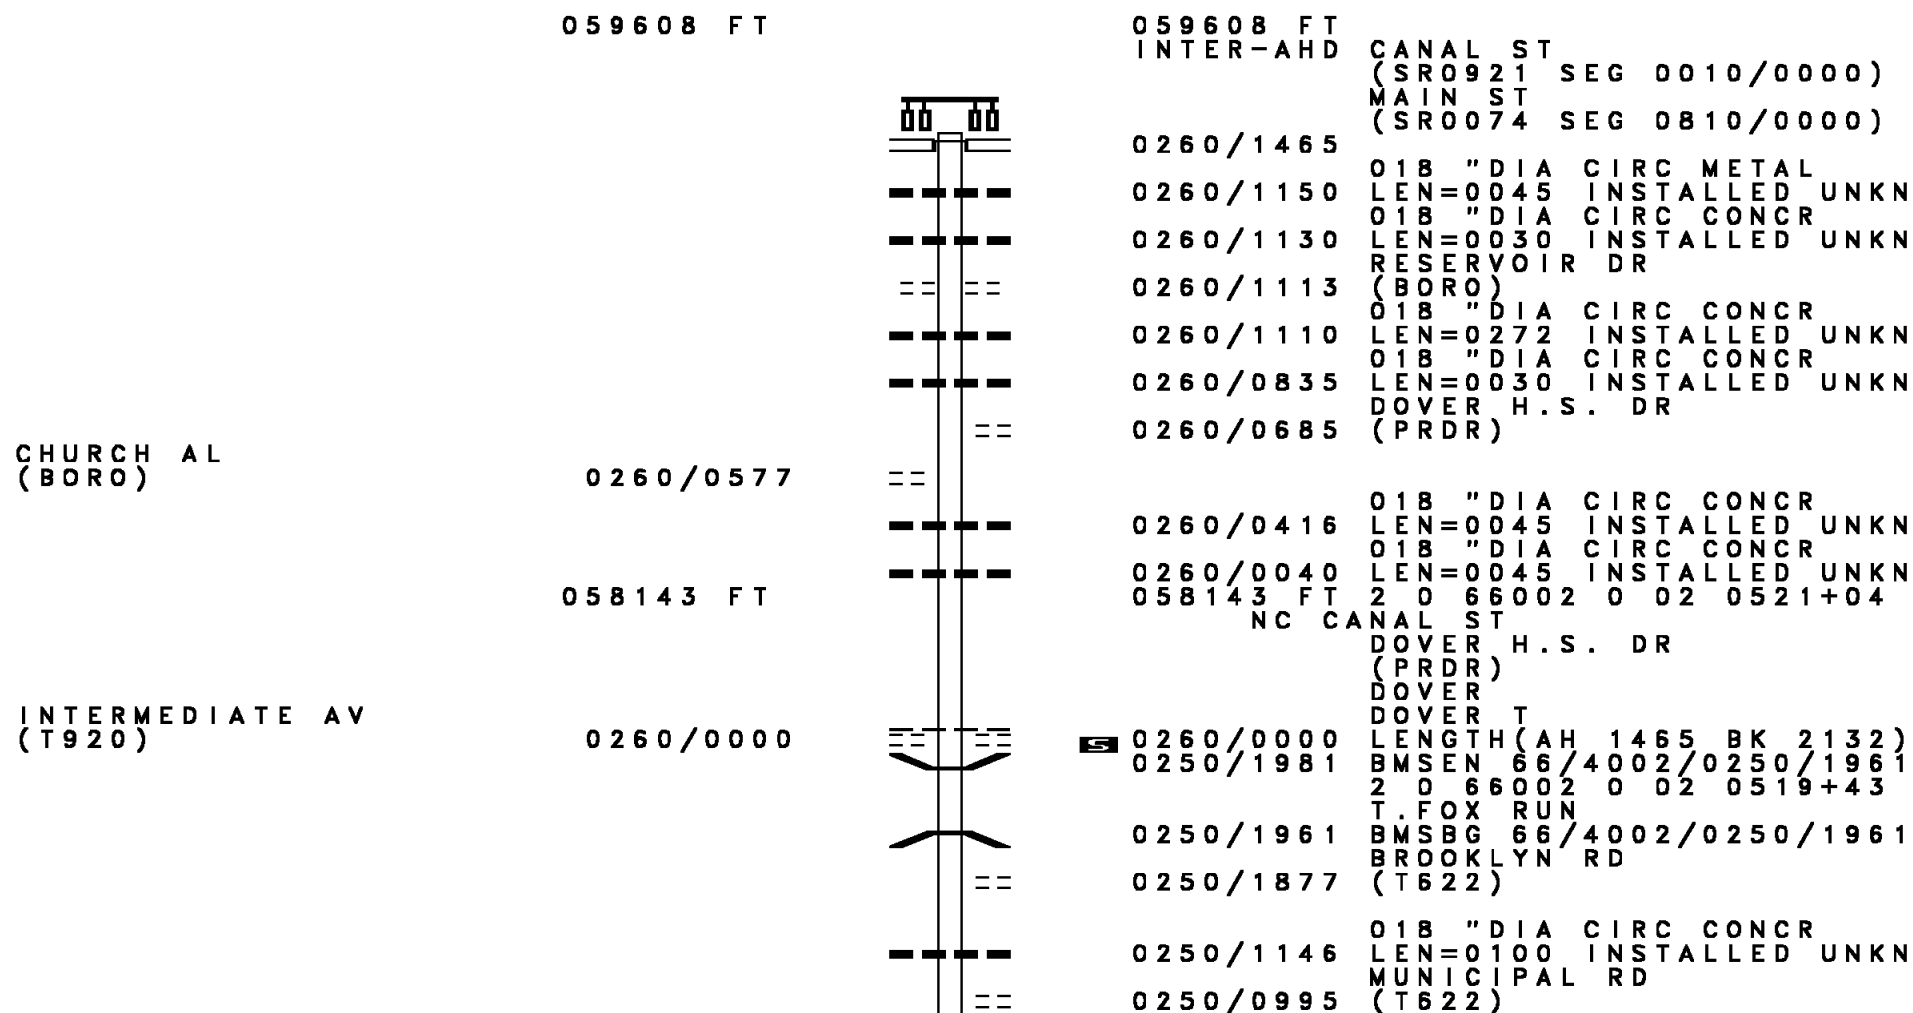 059608 FT 059608 FT
INTER-AHD CANAL ST
(SR0921 SEG 0010/0000)
MAIN ST
(SR0074 SEG 0810/0000)
0260/1465
018 "DIA CIRC METAL
0260/1150 LEN=0045 INSTALLED UNKN
018 "DIA CIRC CONCR
0260/1130 LEN=0030 INSTALLED UNKN
RESERVOIR DR
0260/1113 (BORO)
018 "DIA CIRC CONCR
0260/1110 LEN=0272 INSTALLED UNKN
018 "DIA CIRC CONCR
0260/0835 LEN=0030 INSTALLED UNKN
DOVER H.S. DR
0260/0685 (PRDR)
CHURCH AL
(BORO) 0260/0577
018 "DIA CIRC CONCR
0260/0416 LEN=0045 INSTALLED UNKN
018 "DIA CIRC CONCR
0260/0040 LEN=0045 INSTALLED UNKN
058143 FT 058143 FT 2 0 66002 0 02 0521+04
NC CANAL ST
DOVER H.S. DR
(PRDR)
DOVER
INTERMEDIATE AV DOVER T
(T920) 0260/0000 S 0260/0000 LENGTH(AH 1465 BK 2132)
0250/1981 BMSEN 66/4002/0250/1961
2 0 66002 0 02 0519+43
T.FOX RUN
0250/1961 BMSBG 66/4002/0250/1961
BROOKLYN RD
0250/1877 (T622)
018 "DIA CIRC CONCR
0250/1146 LEN=0100 INSTALLED UNKN
MUNICIPAL RD
0250/0995 (T622)